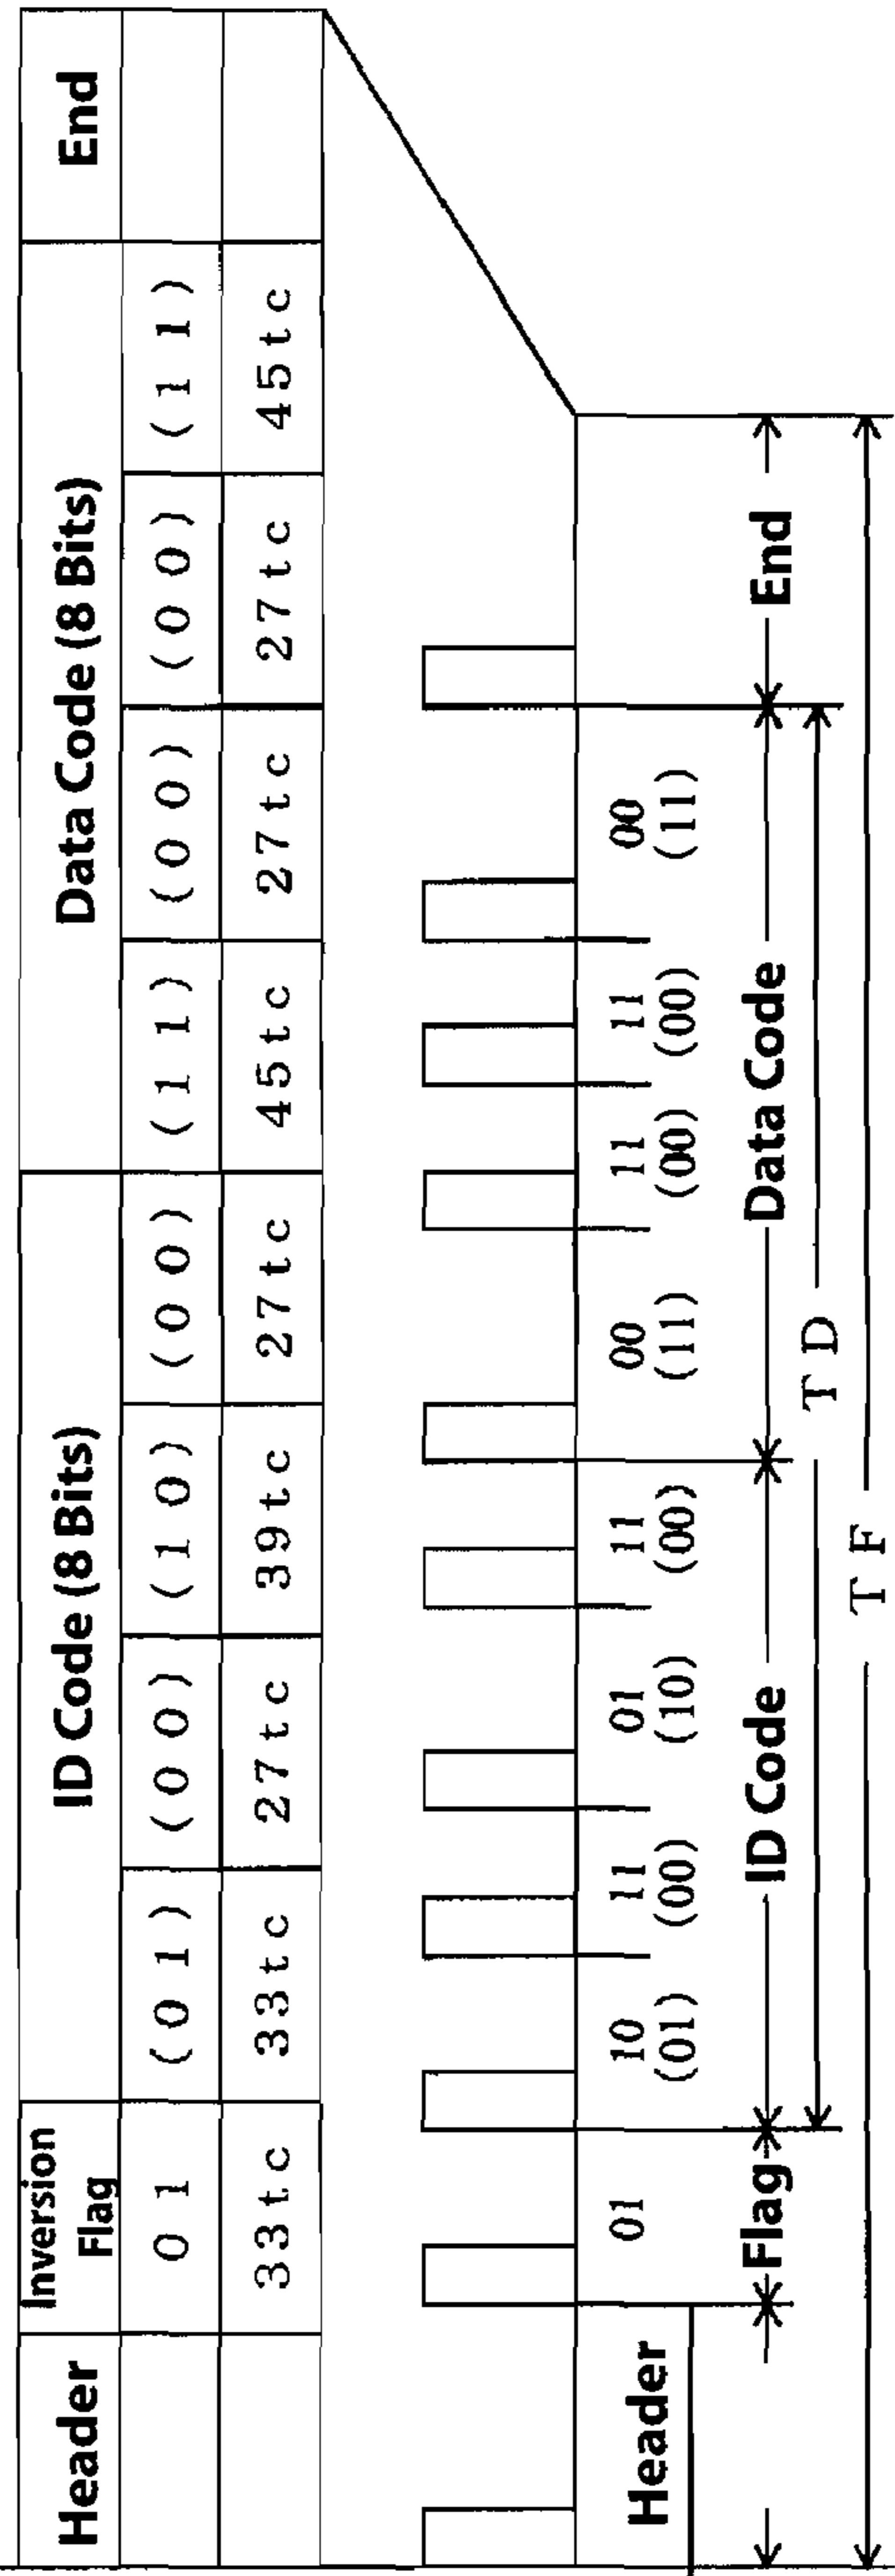 Header
Inversion
Flag
ID Code (8 Bits)
Data Code (8 Bits)
End
0 1
(0 1)
(0 0)
(1 0)
(0 0)
(1 1)
(0 0)
(0 0)
(1 1)
33tc
33tc
27tc
39tc
27tc
45tc
27tc
27tc
45tc
Header
01
10
(01)
11
(00)
01
(10)
11
(00)
00
(11)
11
(00)
11
(00)
00
(11)
Flag
ID Code
Data Code
End
T D
T F